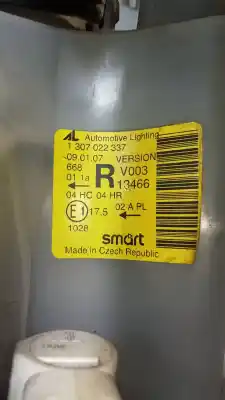 AL Automotive Lighting
1 307 022 337
09.01.07 VERSION
668 V003
01 1a R 13466
04 HC 04 HR
E1 17.5 02 A PL
1028
smart
Made in Czech Republic